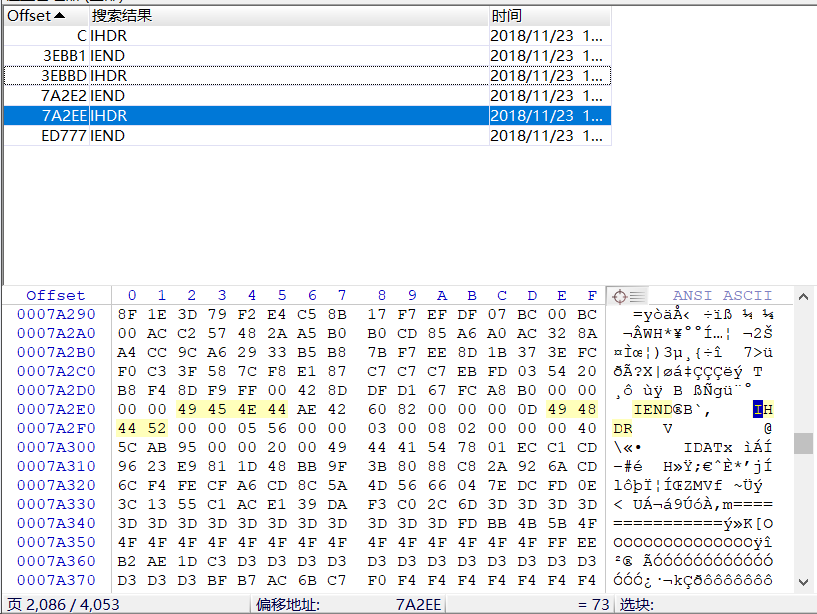 Offset 搜索结果 时间
C IHDR 2018/11/23 1...
3EBB1 IEND 2018/11/23 1...
3EBBD IHDR 2018/11/23 1...
7A2E2 IEND 2018/11/23 1...
7A2EE IHDR 2018/11/23 1...
ED777 IEND 2018/11/23 1...
Offset 0 1 2 3 4 5 6 7 8 9 A B C D E F ANSI ASCII
0007A290 8F 1E 3D 79 F2 E4 C5 8B 17 F7 EF DF 07 BC 00 BC =yòäÅ‹ ÷ïß ¼ ¼
0007A2A0 00 AC C2 57 48 2A A5 B0 B0 CD 85 A6 A0 AC 32 8A ¬ÂWH*¥°°Í…¦ ¬2Š
0007A2B0 A4 CC 9C A6 29 33 B5 B8 7B F7 EE 8D 1B 37 3E FC ¤Ìœ¦)3µ¸{÷î 7>ü
0007A2C0 F0 C3 3F 58 7C F8 E1 87 C7 C7 C7 EB FD 03 54 20 ðÃ?X|øá‡ÇÇÇëý T
0007A2D0 B8 F4 8D F9 FF 00 42 8D DF D1 67 FC A8 B0 00 00 ¸ô ùÿ B ßÑgü¨°
0007A2E0 00 00 49 45 4E 44 AE 42 60 82 00 00 00 0D 49 48 IEND®B`‚ IH
0007A2F0 44 52 00 00 05 56 00 00 03 00 08 02 00 00 00 40 DR V @
0007A300 5C AB 95 00 00 20 00 49 44 41 54 78 01 EC C1 CD \«• IDATx ìÁÍ
0007A310 96 23 E9 81 1D 48 BB 9F 3B 80 88 C8 2A 92 6A CD –#é H»Ÿ;€ˆÈ*’jÍ
0007A320 6C F4 FE CF A6 CD 8C 5A 4D 56 66 04 7E DC FD 0E lôþÏ¦ÍŒZMVf ~Üý
0007A330 3C 13 55 C1 AC E1 39 DA F3 C0 2C 6D 3D 3D 3D 3D < UÁ¬á9ÚóÀ,m====
0007A340 3D 3D 3D 3D 3D 3D 3D 3D 3D 3D 3D FD BB 4B 5B 4F ===========ý»K[O
0007A350 4F 4F 4F 4F 4F 4F 4F 4F 4F 4F 4F 4F 4F FF EE OOOOOOOOOOOOOÿî
0007A360 B2 AE 1D C3 D3 D3 D3 D3 D3 D3 D3 D3 D3 D3 D3 D3 ²® ÃÓÓÓÓÓÓÓÓÓÓÓÓ
0007A370 D3 D3 D3 BF B7 AC 6B C7 F0 F4 F4 F4 F4 F4 F4 F4 ÓÓÓ¿·¬kÇðôôôôôôô
页 2,086 / 4,053 偏移地址: 7A2EE = 73 选块: